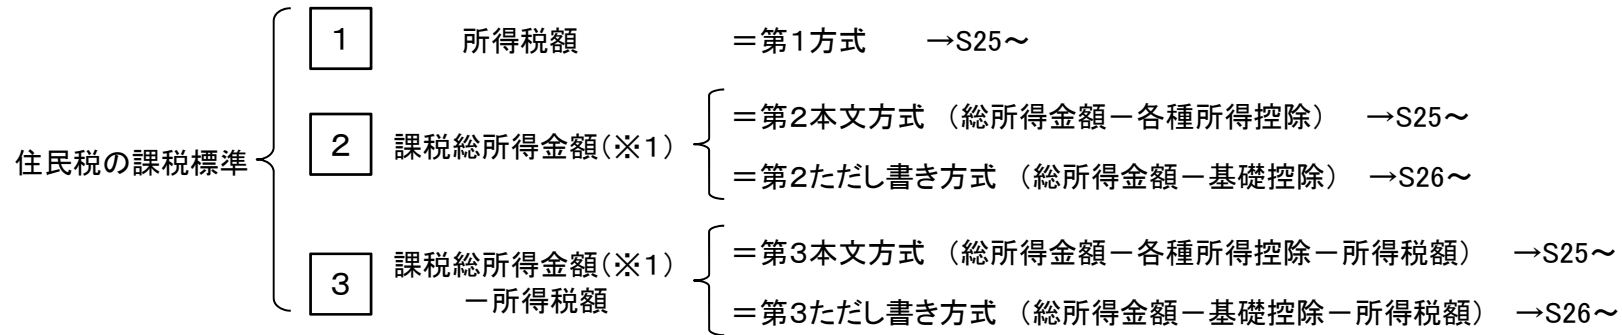 住民税の課税標準
1 所得税額 =第1方式 →S25～
2 課税総所得金額(※1)
=第2本文方式 (総所得金額-各種所得控除) →S25～
=第2ただし書き方式 (総所得金額-基礎控除) →S26～
3 課税総所得金額(※1)
-所得税額
=第3本文方式 (総所得金額-各種所得控除-所得税額) →S25～
=第3ただし書き方式 (総所得金額-基礎控除-所得税額) →S26～